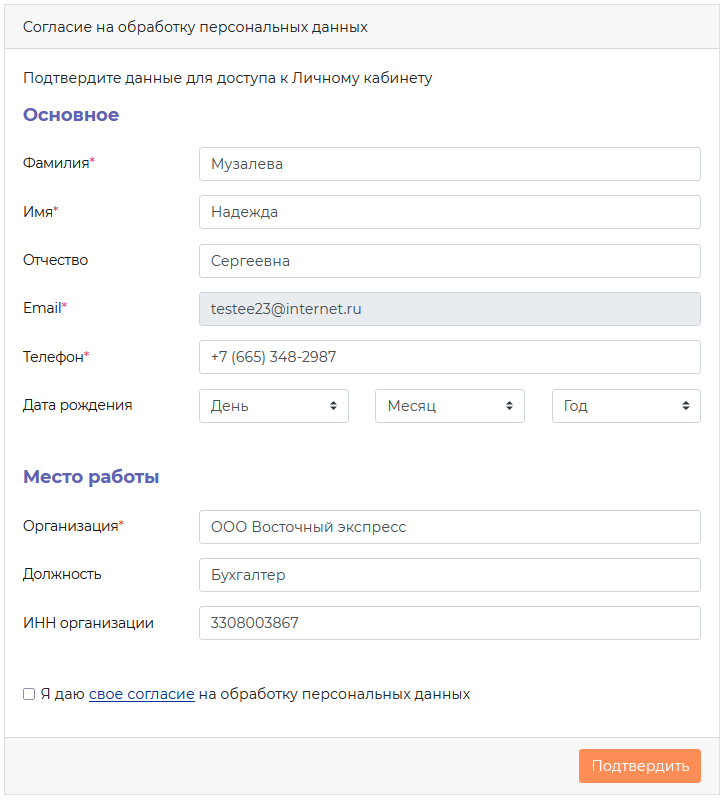 Согласие на обработку персональных данных
Подтвердите данные для доступа к Личному кабинету
Основное
Фамилия* Музалева
Имя* Надежда
Отчество Сергеевна
Email* testee23@internet.ru
Телефон* +7 (665) 348-2987
Дата рождения День Месяц Год
Место работы
Организация* ООО Восточный экспресс
Должность Бухгалтер
ИНН организации 3308003867
Я даю свое согласие на обработку персональных данных
Подтвердить